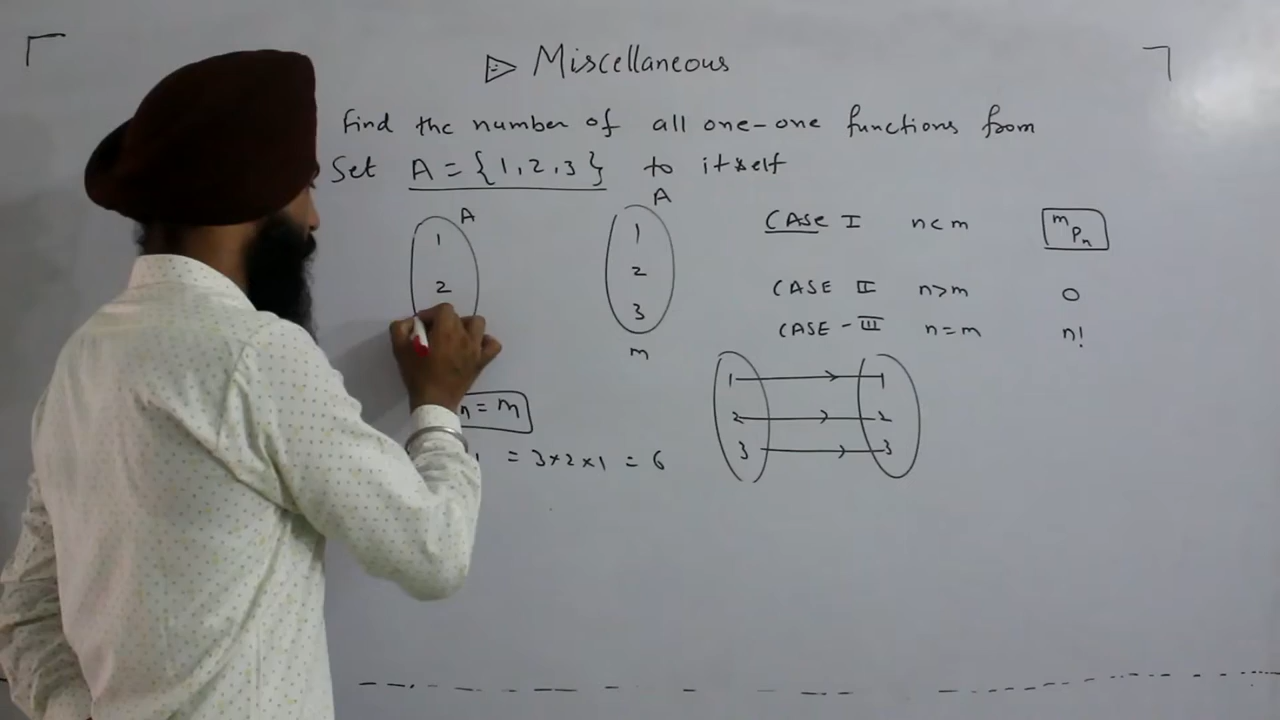 Miscellaneous
Find the number of all one-one functions from
Set A = {1, 2, 3} to itself
A
1
2
A
1
2
3
m
CASE I n<m mPn
CASE II n>m 0
CASE - III n=m n!
n = m
= 3×2×1 = 6
1 1
2 2
3 3